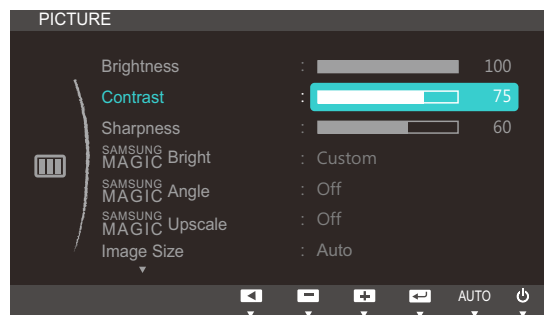 PICTURE
Brightness : 100
Contrast : 75
Sharpness : 60
SAMSUNG MAGIC Bright : Custom
SAMSUNG MAGIC Angle : Off
SAMSUNG MAGIC Upscale : Off
Image Size : Auto
AUTO